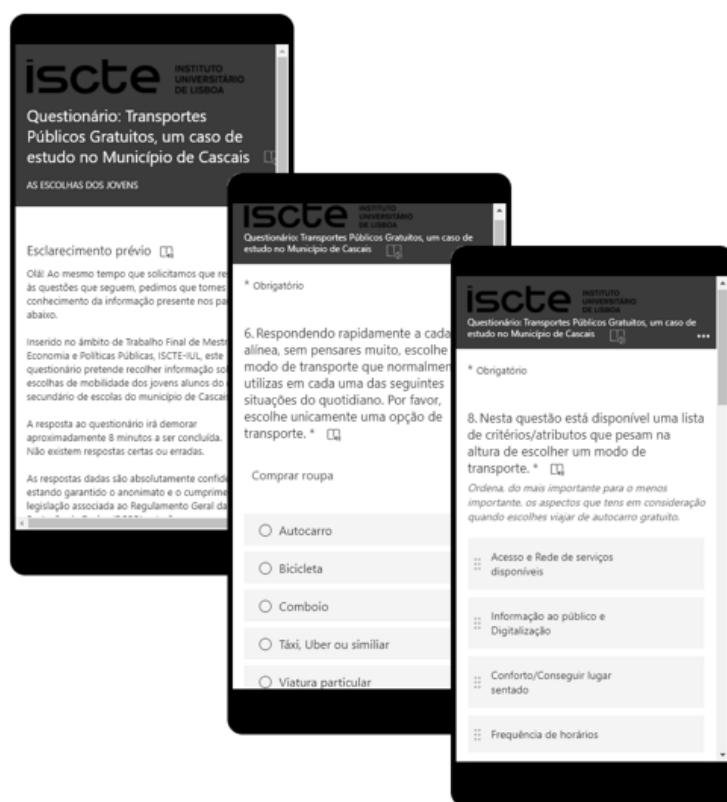 iscte INSTITUTO
UNIVERSITÁRIO
DE LISBOA
Questionário: Transportes
Públicos Gratuitos, um caso de
estudo no Município de Cascais
AS ESCOLHAS DOS JOVENS
Esclarecimento prévio
Olá! Ao mesmo tempo que solicitamos que re
às questões que seguem, pedimos que tomes
conhecimento da informação presente nos pa
abaixo.
Inserido no âmbito de Trabalho Final de Mestr
Economia e Políticas Públicas, ISCTE-IUL, este
questionário pretende recolher informação so
escolhas de mobilidade dos jovens alunos do
secundário de escolas do município de Cascai
A resposta ao questionário irá demorar
aproximadamente 8 minutos a ser concluída.
Não existem respostas certas ou erradas.
As respostas dadas são absolutamente confid
estando garantido o anonimato e o cumprime
legislação associada ao Regulamento Geral da
iscte INSTITUTO
UNIVERSITÁRIO
DE LISBOA
Questionário: Transportes Públicos Gratuitos, um caso de
estudo no Município de Cascais
* Obrigatório
6. Respondendo rapidamente a cada
alínea, sem pensares muito, escolhe
modo de transporte que normalmen
utilizas em cada uma das seguintes
situações do quotidiano. Por favor,
escolhe unicamente uma opção de
transporte. *
Comprar roupa
Autocarro
Bicicleta
Comboio
Táxi, Uber ou similiar
Viatura particular
iscte INSTITUTO
UNIVERSITÁRIO
DE LISBOA
Questionário: Transportes Públicos Gratuitos, um caso de
estudo no Município de Cascais
* Obrigatório
8. Nesta questão está disponível uma lista
de critérios/atributos que pesam na
altura de escolher um modo de
transporte. *
Ordena, do mais importante para o menos
importante, os aspectos que tens em consideração
quando escolhes viajar de autocarro gratuito.
Acesso e Rede de serviços
disponíveis
Informação ao público e
Digitalização
Conforto/Conseguir lugar
sentado
Frequência de horários